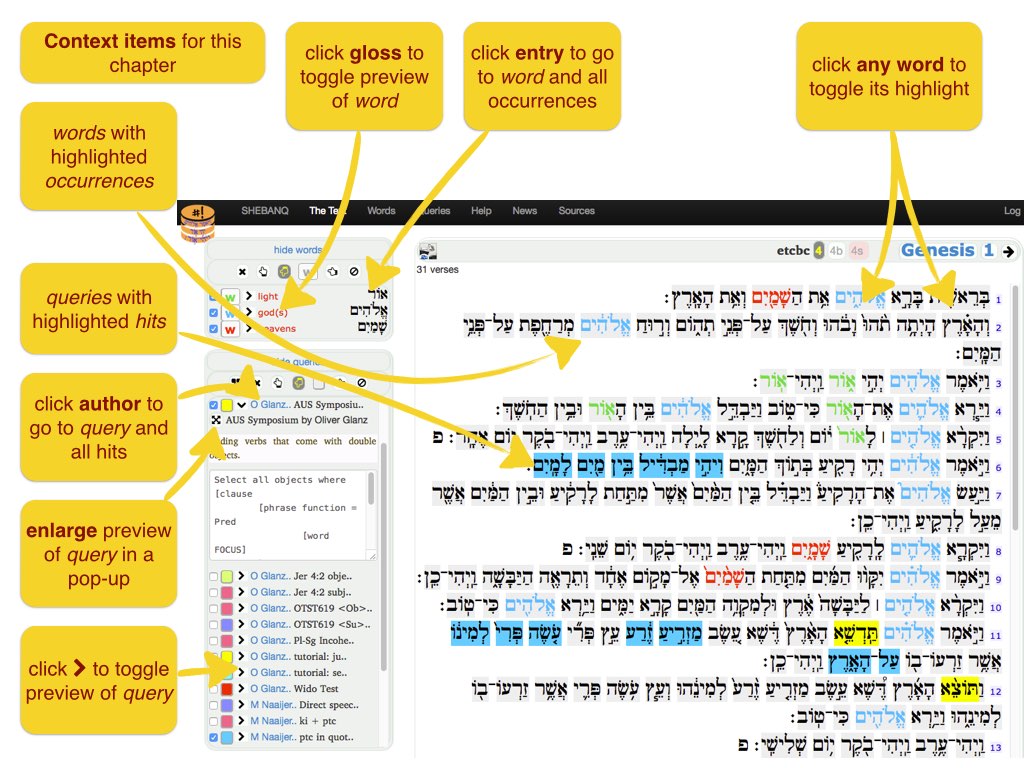 Context items for this
chapter
click gloss to
toggle preview
of word
click entry to go
to word and all
occurrences
click any word to
toggle its highlight
words with
highlighted
occurrences
queries with
highlighted hits
click author to
go to query and
all hits
enlarge preview
of query in a
pop-up
click > to toggle
preview of query
#!
SHEBANQ The Te Words ueries Help News Sources Log
hide words
w
w light אור
w god(s) אֱלֹהִים
w eavens שָׁמַיִם
O Glanz.. AUS Symposiu..
AUS Symposium by Oliver Glanz
verbs that come with double
objects.
Select all objects where
[clause
[phrase function =
Pred
[word
FOCUS]
O Glanz.. Jer 4:2 obje..
O Glanz.. Jer 4:2 subj..
O Glanz.. OTST619 <Ob>..
O Glanz.. OTST619 <Su>..
O Glanz.. Pl-Sg Incohe..
O Glanz.. tutorial: ju..
O Glanz.. tutorial: se..
O Glanz.. Wido Test
M Naaijer.. Direct speec..
M Naaijer.. ki + ptc
M Naaijer.. ptc in quot..
etcbc 4 4b 4s Genesis 1
31 verses
1 בָּרָ֣א אֱלֹהִ֑ים אֵ֥ת הַשָּׁמַ֖יִם וְאֵ֥ת הָאָֽרֶץ׃
2 וְהָאָ֗רֶץ הָיְתָ֥ה תֹ֙הוּ֙ וָבֹ֔הוּ וְחֹ֖שֶׁךְ עַל־פְּנֵ֣י תְה֑וֹם וְר֣וּחַ אֱלֹהִ֔ים מְרַחֶ֖פֶת עַל־פְּנֵ֥י
הַמָּֽיִם׃
3 וַיֹּ֥אמֶר אֱלֹהִ֖ים יְהִ֣י א֑וֹר וַֽיְהִי־אֽוֹר׃
4 וַיַּ֧רְא אֱלֹהִ֛ים אֶת־הָא֖וֹר כִּי־ט֑וֹב וַיַּבְדֵּ֣ל אֱלֹהִ֔ים בֵּ֥ין הָא֖וֹר וּבֵ֥ין הַחֹֽשֶׁךְ׃
5 וַיִּקְרָ֨א אֱלֹהִ֤ים ׀ לָאוֹר֙ י֔וֹם וְלַחֹ֖שֶׁךְ קָ֣רָא לָ֑יְלָה וַֽיְהִי־עֶ֥רֶב וַֽיְהִי־בֹ֖קֶר י֥וֹם אֶחָֽד׃ פ
6 וַיֹּ֣אמֶר אֱלֹהִ֔ים יְהִ֥י רָקִ֖יעַ בְּת֣וֹךְ הַמָּ֑יִם וִיהִ֣י מַבְדִּ֔יל בֵּ֥ין מַ֖יִם לָמָֽיִם׃
7 וַיַּ֣עַשׂ אֱלֹהִים֮ אֶת־הָרָקִיעַ֒ וַיַּבְדֵּ֗ל בֵּ֤ין הַמַּ֙יִם֙ אֲשֶׁר֙ מִתַּ֣חַת לָרָקִ֔יעַ וּבֵ֣ין הַמַּ֔יִם אֲשֶׁ֖ר
מֵעַ֣ל לָרָקִ֑יעַ וַֽיְהִי־כֵֽן׃
8 וַיִּקְרָ֧א אֱלֹהִ֛ים לָֽרָקִ֖יעַ שָׁמָ֑יִם וַֽיְהִי־עֶ֥רֶב וַֽיְהִי־בֹ֖קֶר י֥וֹם שֵׁנִֽי׃ פ
9 וַיֹּ֣אמֶר אֱלֹהִ֗ים יִקָּו֨וּ הַמַּ֜יִם מִתַּ֤חַת הַשָּׁמַ֙יִם֙ אֶל־מָק֣וֹם אֶחָ֔ד וְתֵרָאֶ֖ה הַיַּבָּשָׁ֑ה וַֽיְהִי־כֵֽן׃
10 וַיִּקְרָ֨א אֱלֹהִ֤ים ׀ לַיַּבָּשָׁה֙ אֶ֔רֶץ וּלְמִקְוֵ֥ה הַמַּ֖יִם קָרָ֣א יַמִּ֑ים וַיַּ֥רְא אֱלֹהִ֖ים כִּי־טֽוֹב׃
11 וַיֹּ֣אמֶר אֱלֹהִ֗ים תַּֽדְשֵׁ֤א הָאָ֙רֶץ֙ דֶּ֔שֶׁא עֵ֚שֶׂב מַזְרִ֣יעַ זֶ֔רַע עֵ֣ץ פְּרִ֞י עֹ֤שֶׂה פְּרִי֙ לְמִינ֔וֹ
אֲשֶׁ֥ר זַרְעוֹ־ב֖וֹ עַל־הָאָ֑רֶץ וַֽיְהִי־כֵֽן׃
12 וַתּוֹצֵ֨א הָאָ֜רֶץ דֶּ֠שֶׁא עֵ֣שֶׂב מַזְרִ֤יעַ זֶ֙רַע֙ לְמִינֵ֔הוּ וְעֵ֧ץ עֹֽשֶׂה־פְּרִ֛י אֲשֶׁ֥ר זַרְעוֹ־ב֖וֹ
לְמִינֵ֑הוּ וַיַּ֥רְא אֱלֹהִ֖ים כִּי־טֽוֹב׃
13 וַֽיְהִי־עֶ֥רֶב וַֽיְהִי־בֹ֖קֶר י֥וֹם שְׁלִישִֽׁי׃ פ